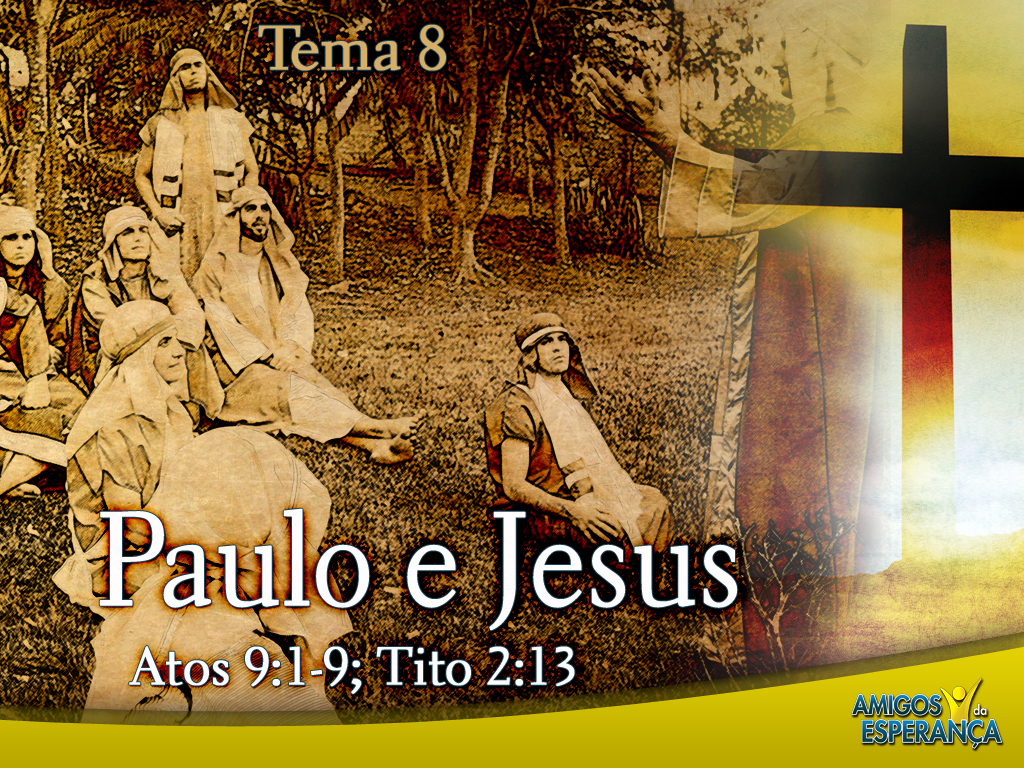 Tema 8
Paulo e Jesus
Atos 9:1-9; Tito 2:13
AMIGOS da
ESPERANÇA